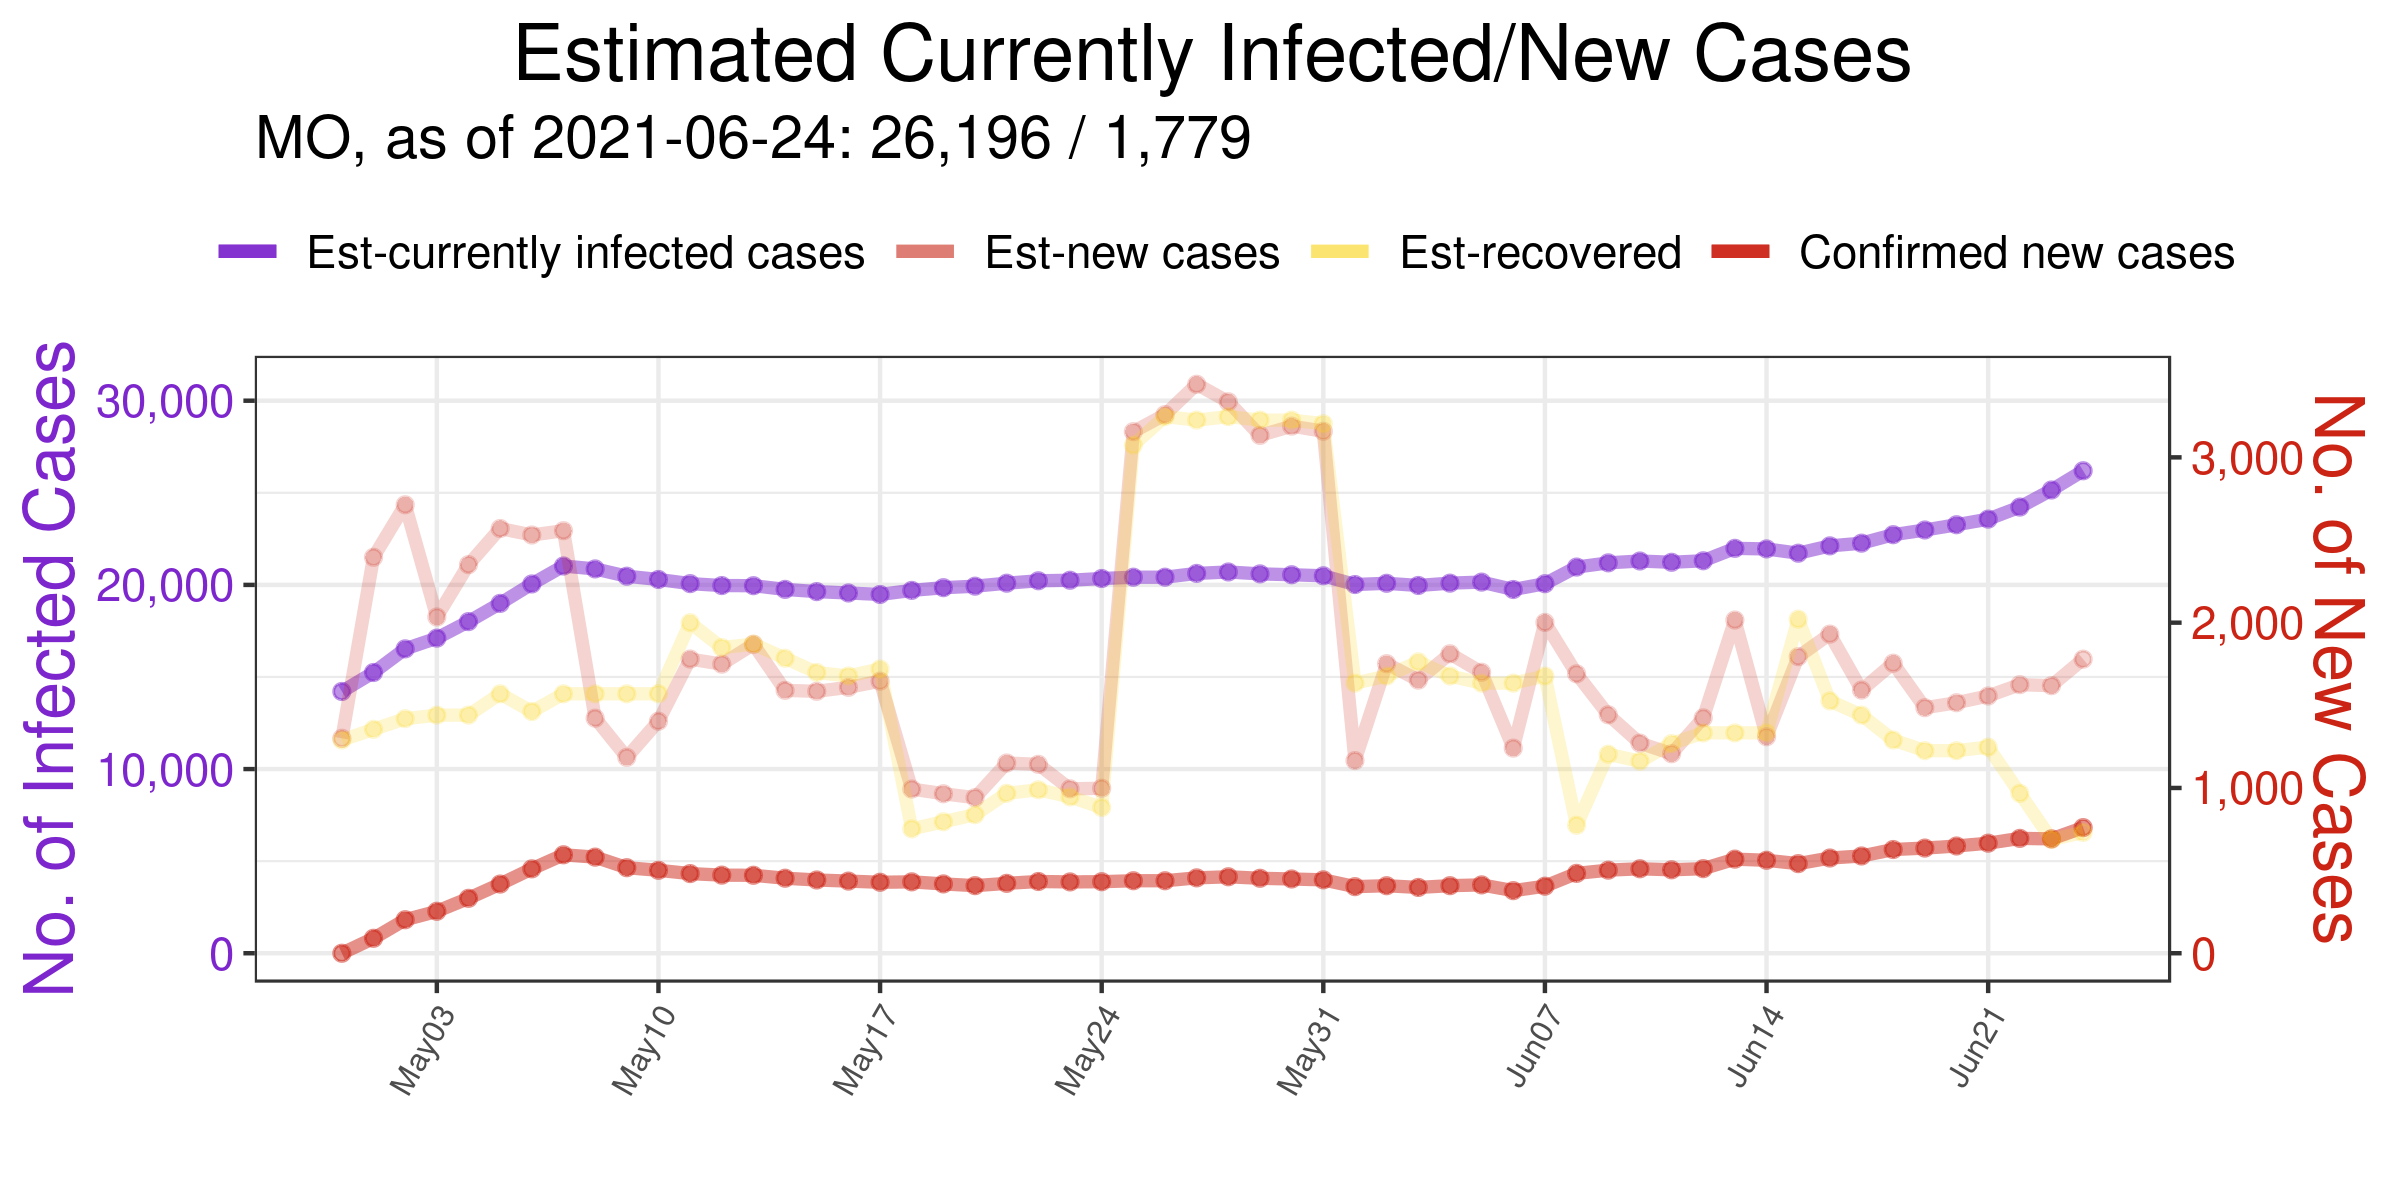 Estimated Currently Infected/New Cases
MO, as of 2021-06-24: 26,196 / 1,779
Est-currently infected cases Est-new cases Est-recovered Confirmed new cases
No. of Infected Cases
30,000
20,000
10,000
0
3,000
2,000
1,000
0
No. of New Cases
May03 May10 May17 May24 May31 Jun07 Jun14 Jun21